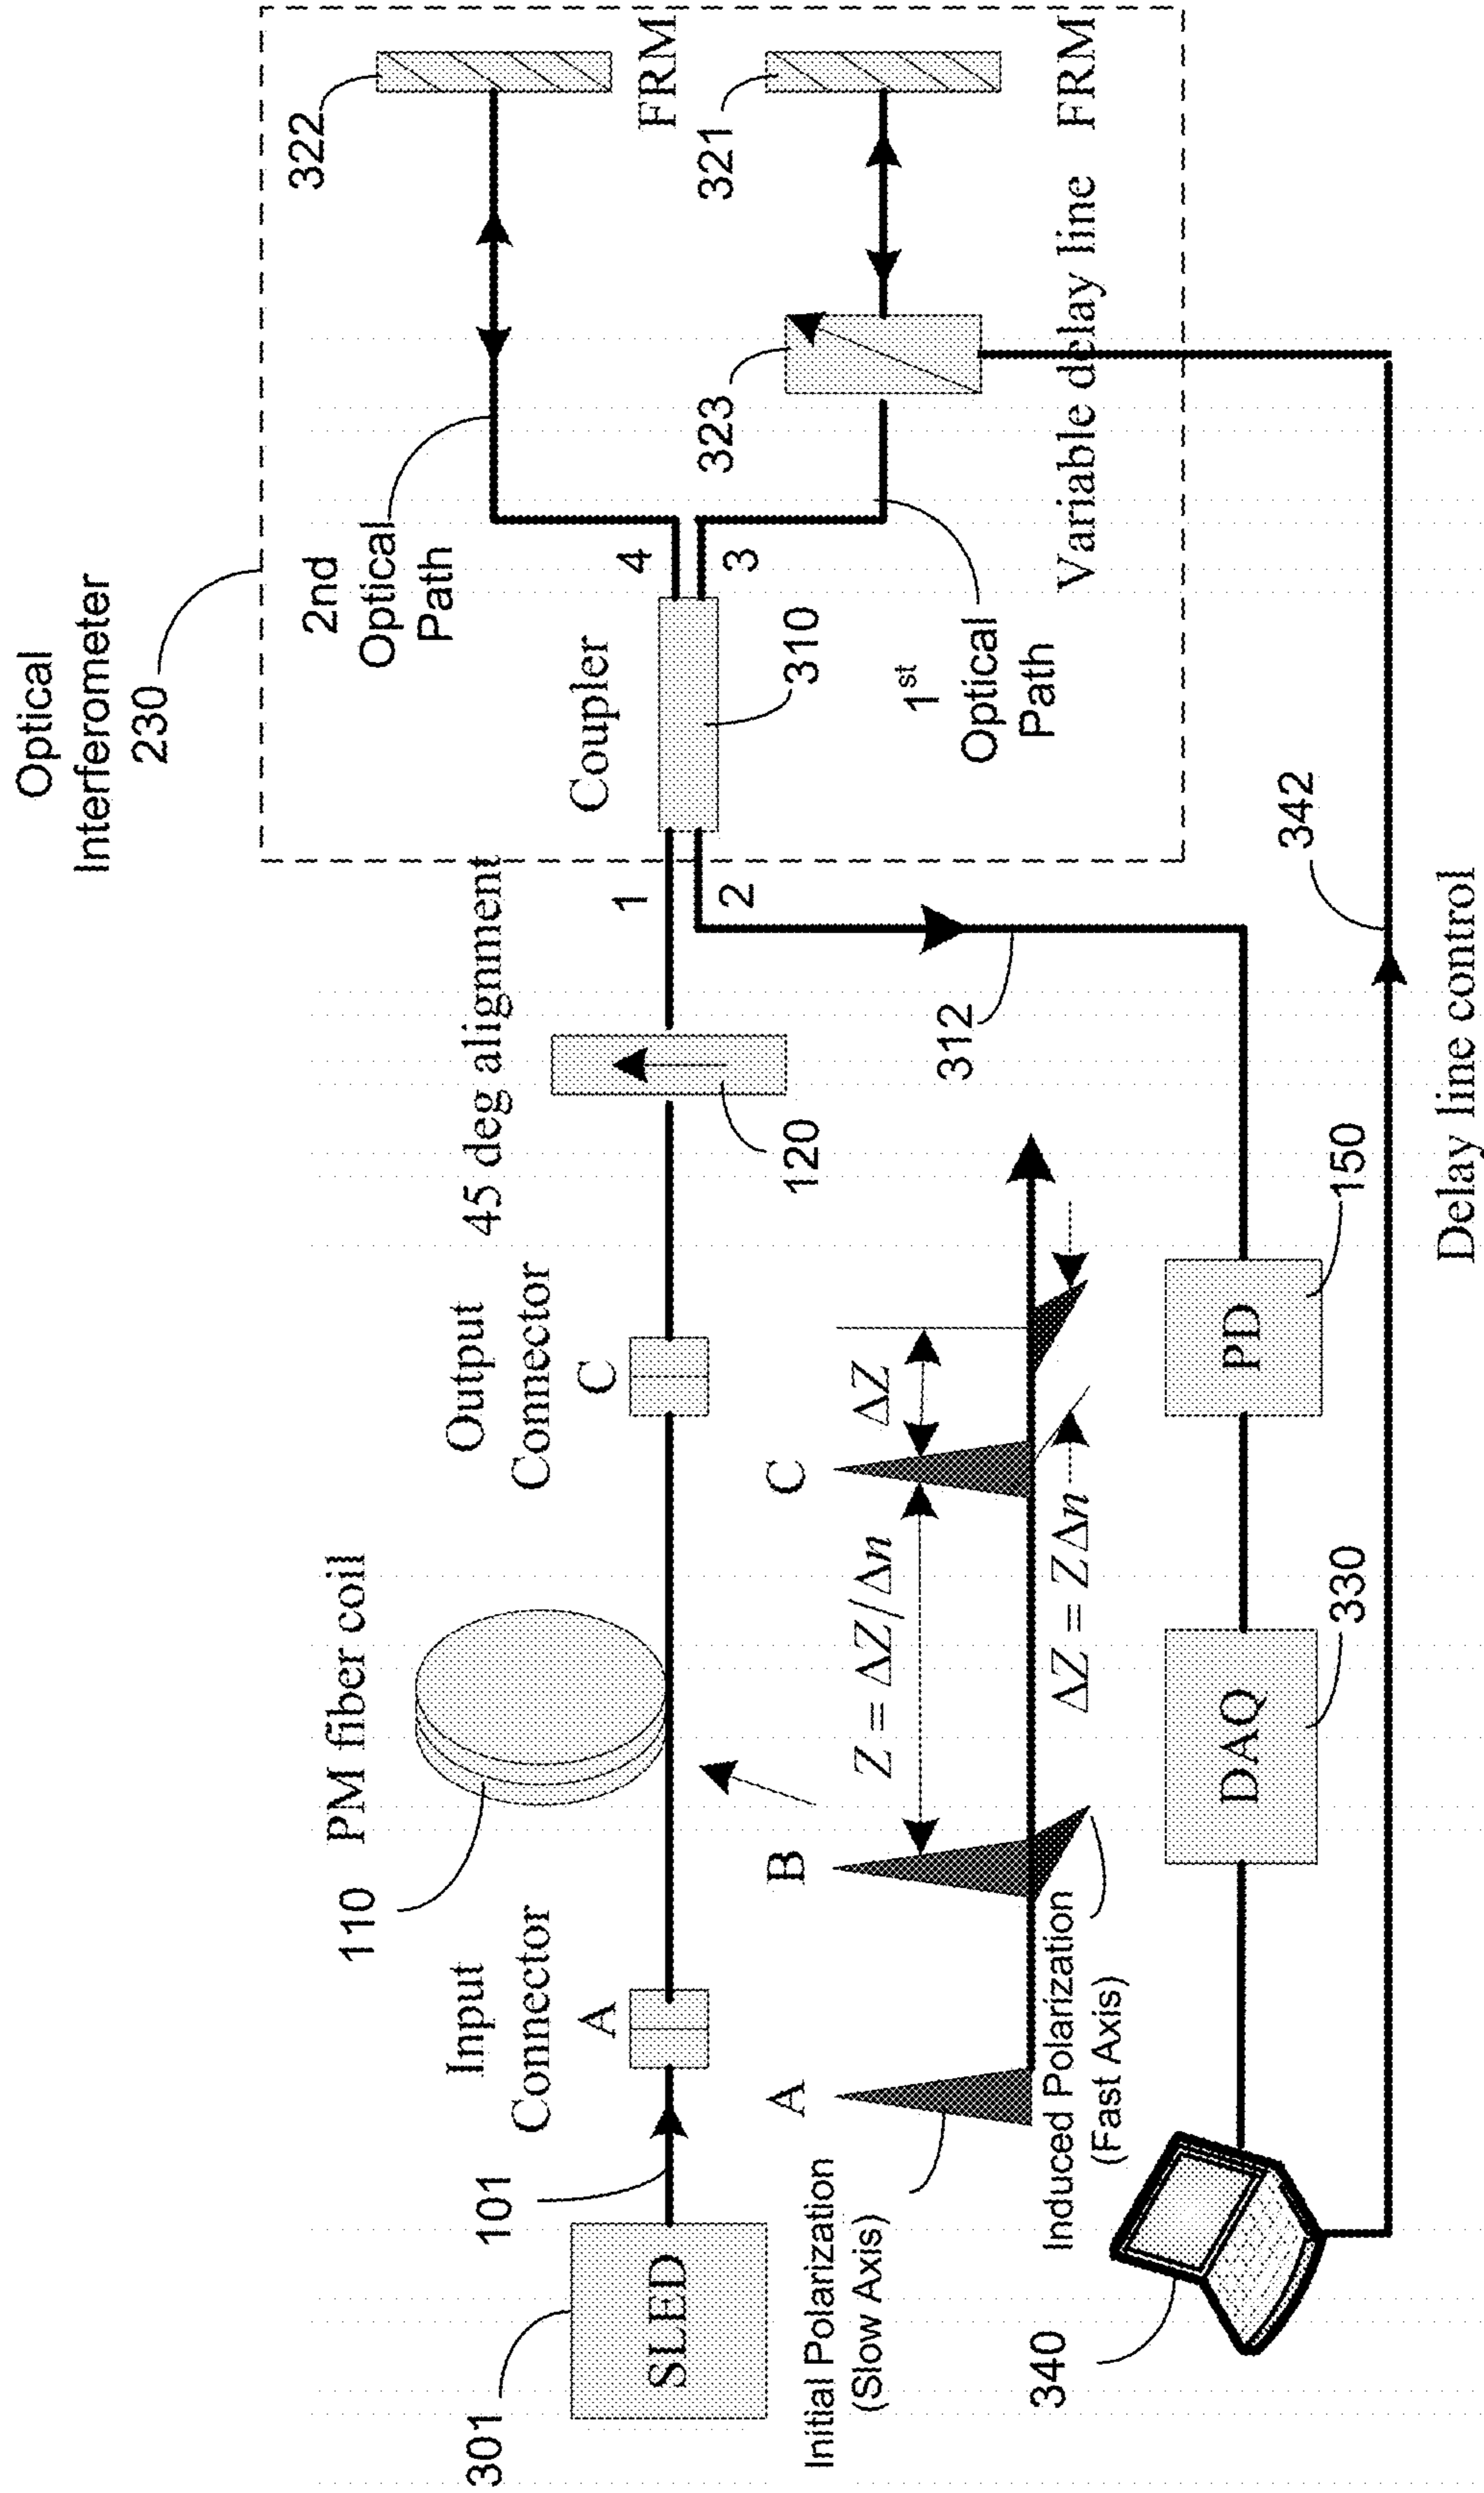 Optical
Interferometer
230
322
FRM
321
FRM
2nd
Optical
Path
4
3
323
Variable delay line
Coupler
310
1st
Optical
Path
45 deg alignment
1
2
120
312
342
Delay line control
110
PM fiber coil
Output
Connector
C
Input
Connector
A
101
301
SLED
A
B
C
Z = ΔZ/Δn
ΔZ
ΔZ = ZΔn
Initial Polarization
(Slow Axis)
Induced Polarization
(Fast Axis)
340
DAQ
330
PD
150